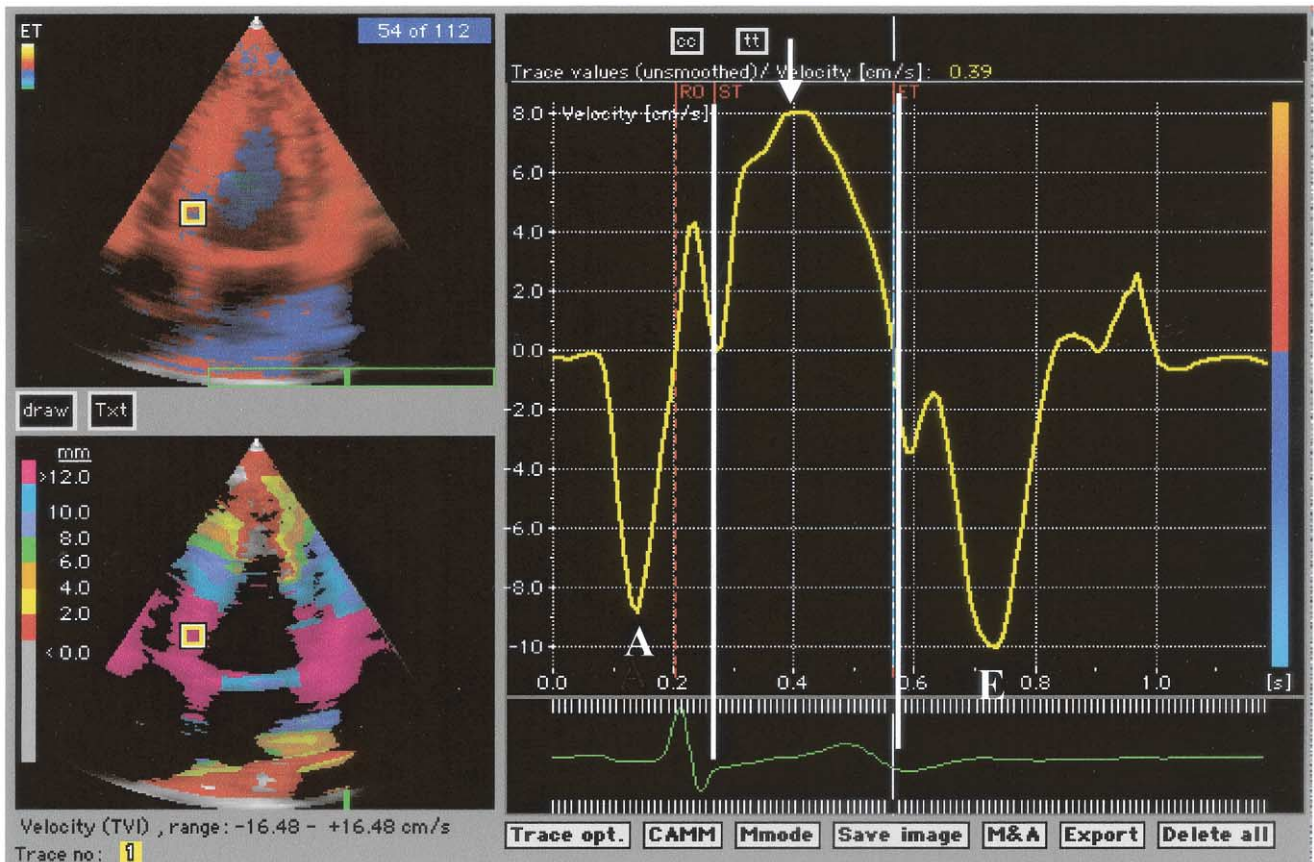 ET
54 of 112
draw Txt
mm
>12.0
10.0
8.0
6.0
4.0
2.0
<0.0
Velocity (TVI), range: -16.48 - +16.48 cm/s
Trace no: 1
cc tt
Trace values (unsmoothed)/ Velocity [cm/s]: 0.39
RO ST ET
Velocity [cm/s]
8.0
6.0
4.0
2.0
0.0
-2.0
-4.0
-6.0
-8.0
-10
A
E
0.0 0.2 0.4 0.6 0.8 1.0 [s]
Trace opt. CAMM Mmode Save image M&A Export Delete all